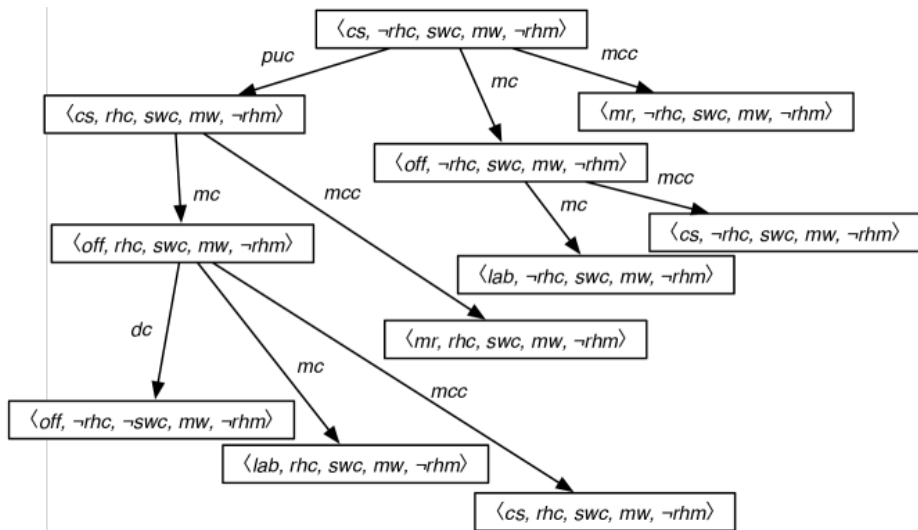 ⟨cs, ¬rhc, swc, mw, ¬rhm⟩
puc
mc
mcc
⟨cs, rhc, swc, mw, ¬rhm⟩
⟨mr, ¬rhc, swc, mw, ¬rhm⟩
⟨off, ¬rhc, swc, mw, ¬rhm⟩
mc
mcc
mc
mcc
⟨off, rhc, swc, mw, ¬rhm⟩
⟨cs, ¬rhc, swc, mw, ¬rhm⟩
⟨lab, ¬rhc, swc, mw, ¬rhm⟩
dc
mc
mcc
⟨mr, rhc, swc, mw, ¬rhm⟩
⟨off, ¬rhc, ¬swc, mw, ¬rhm⟩
⟨lab, rhc, swc, mw, ¬rhm⟩
⟨cs, rhc, swc, mw, ¬rhm⟩